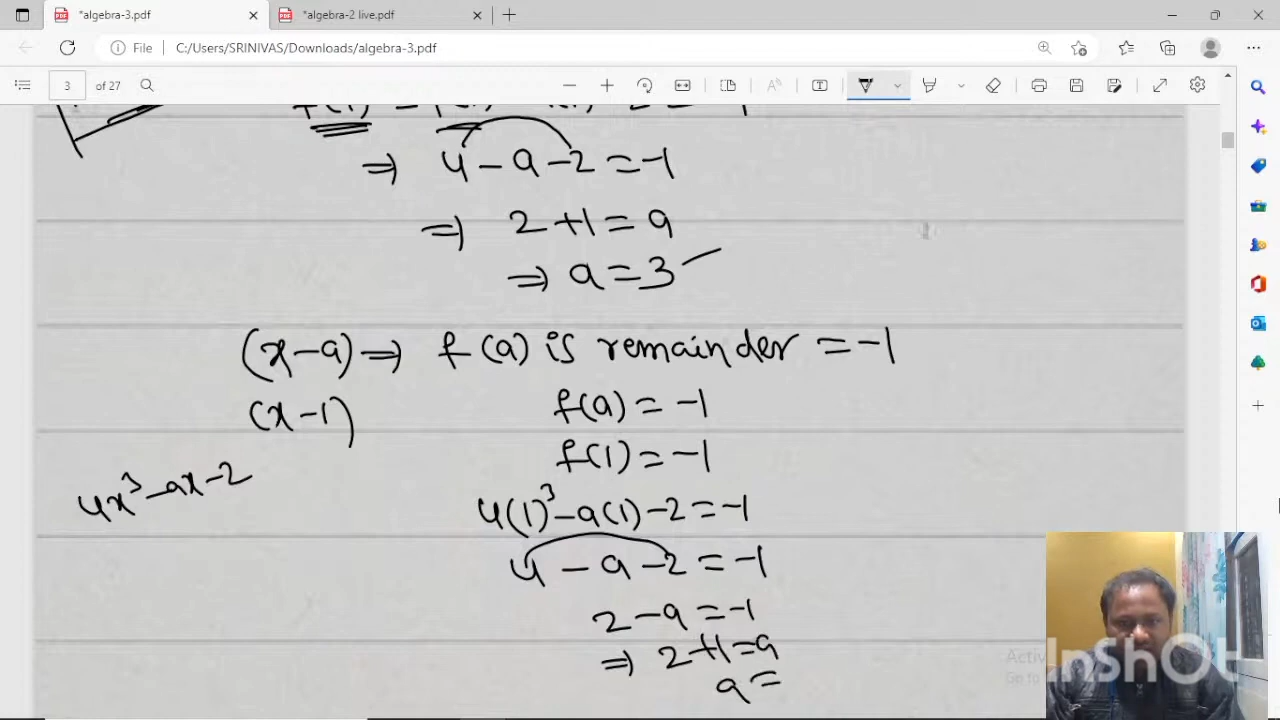 *algebra-3.pdf
*algebra-2 live.pdf
File C:/Users/SRINIVAS/Downloads/algebra-3.pdf
3 of 27
⇒ 4 - a - 2 = -1
⇒ 2 + 1 = a
⇒ a = 3
(x-a) ⇒ f(a) is remainder = -1
(x-1) f(a) = -1
f(1) = -1
4x³-ax-2
4(1)³-a(1)-2 = -1
4 - a - 2 = -1
2 - a = -1
⇒ 2+1 = a
a =
InShOt